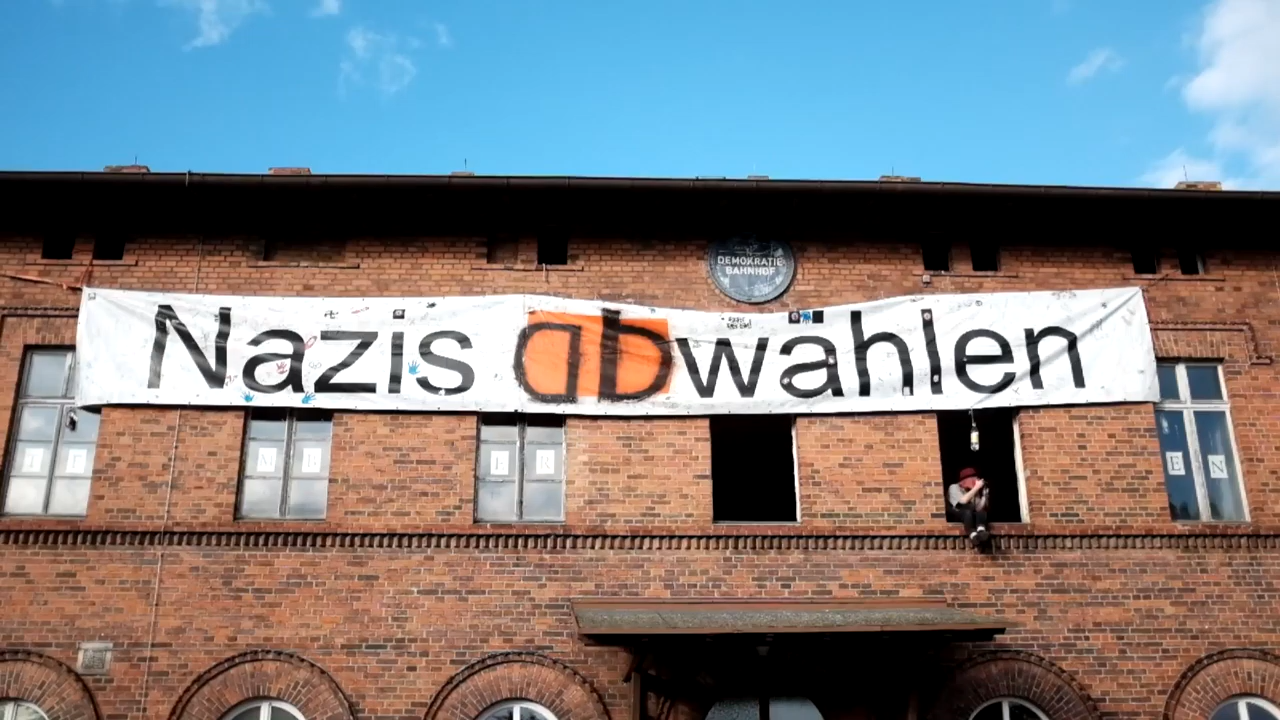 DEMOKRATIE
BAHNHOF
Nazis abwählen
I F
N E
E R
E N